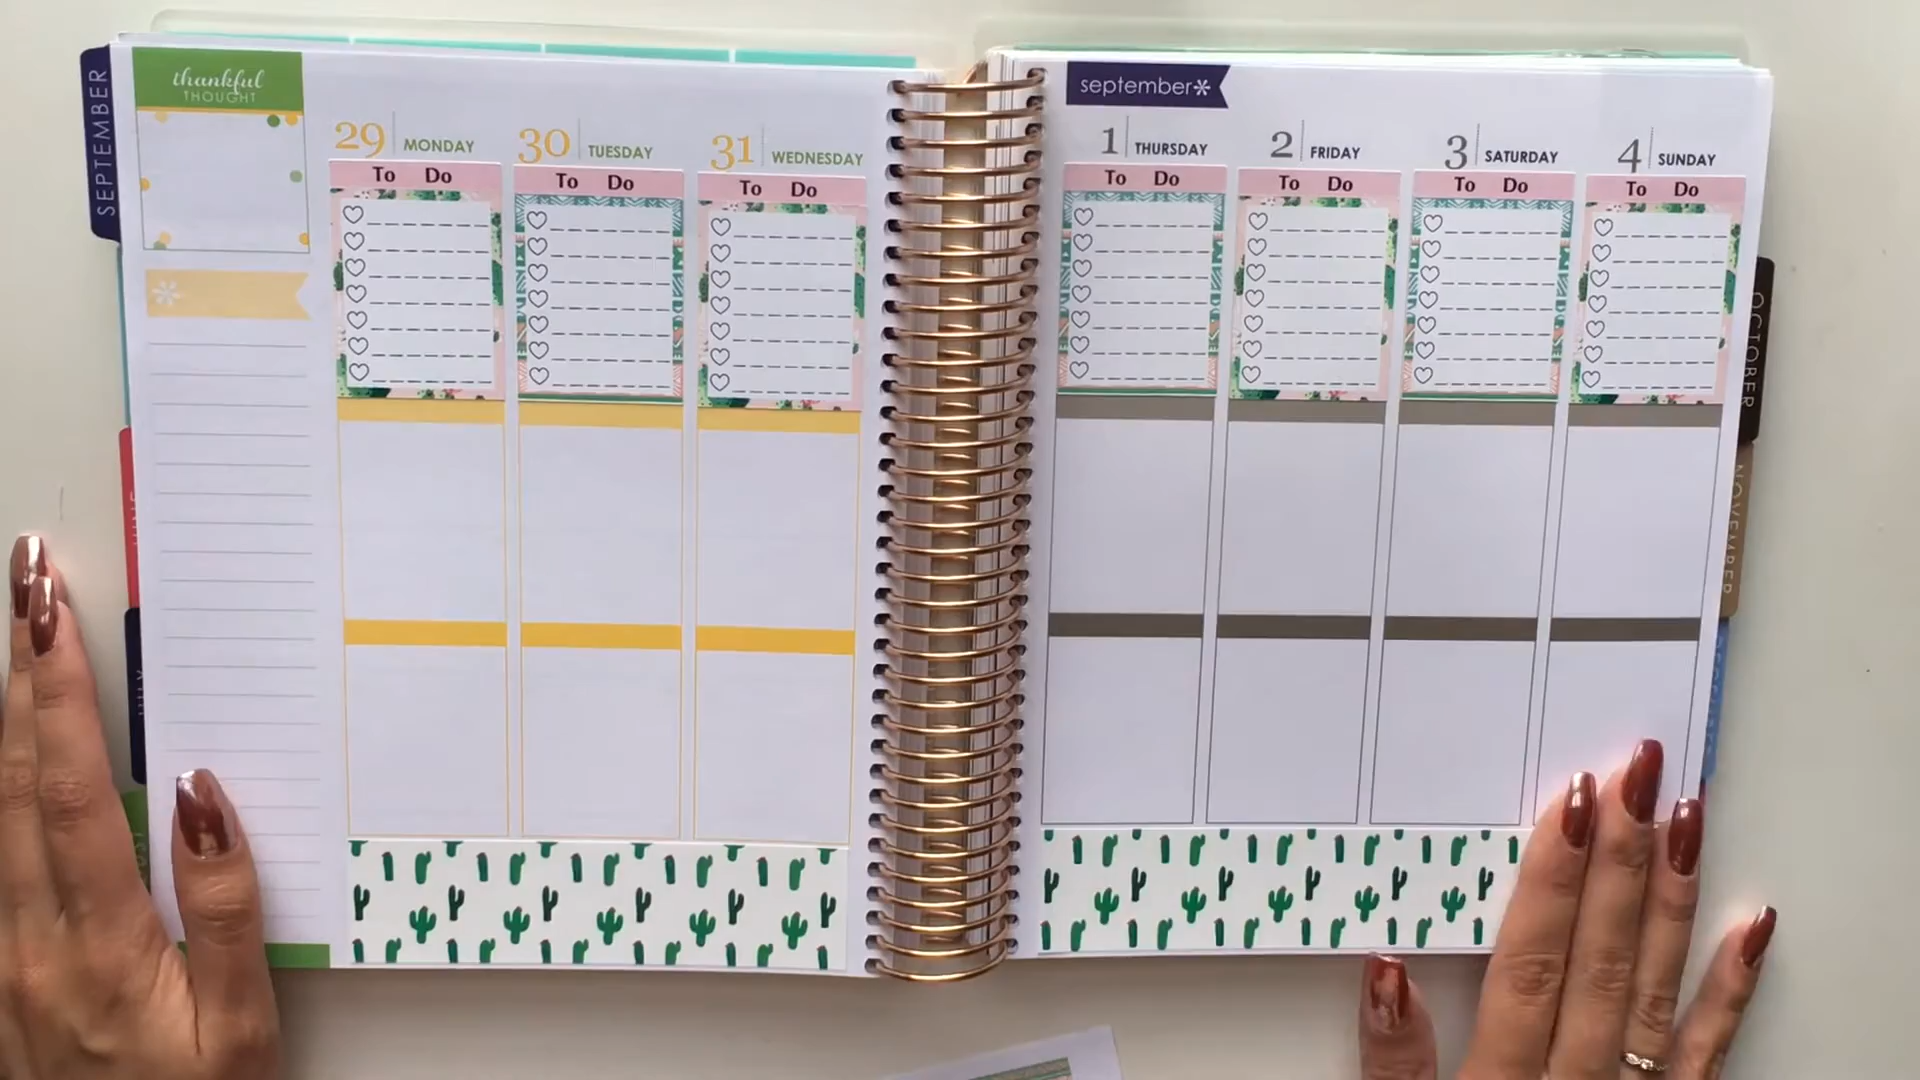 SEPTEMBER
thankful
THOUGHT
29 MONDAY
30 TUESDAY
31 WEDNESDAY
To Do
To Do
To Do
september*
1 THURSDAY
2 FRIDAY
3 SATURDAY
4 SUNDAY
To Do
To Do
To Do
To Do
OCTOBER
NOVEMBER